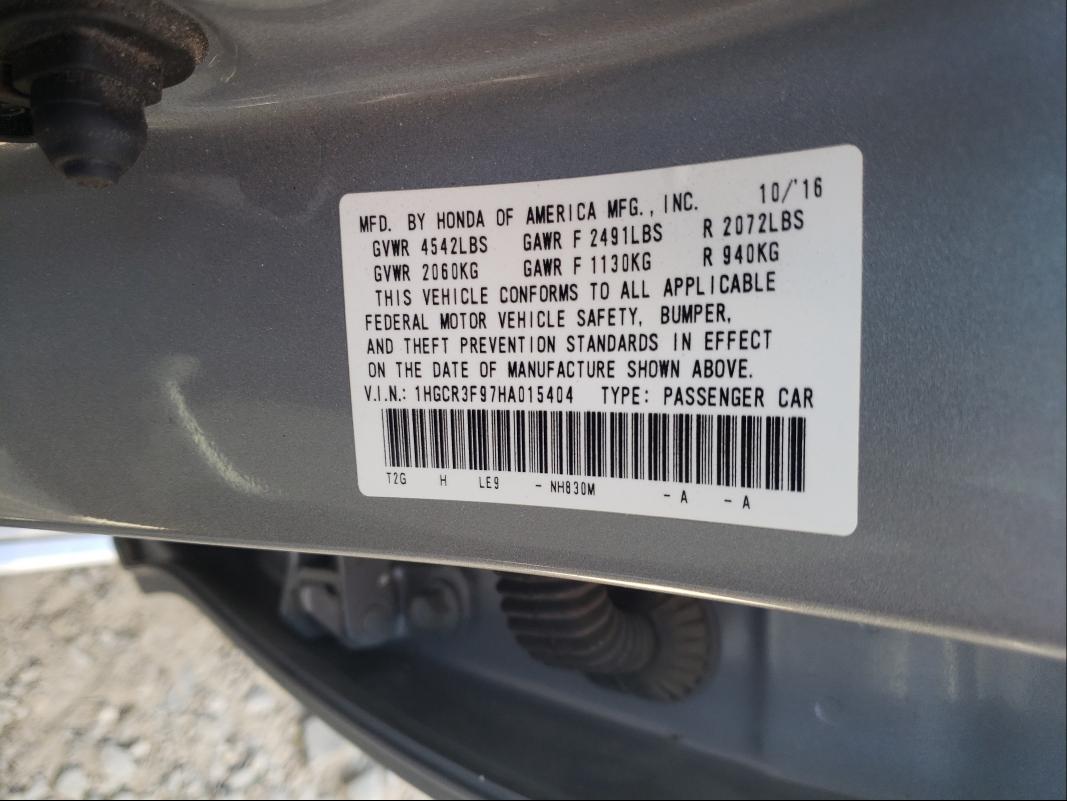 MFD. BY HONDA OF AMERICA MFG., INC. 10/'16
GVWR 4542LBS GAWR F 2491LBS R 2072LBS
GVWR 2060KG GAWR F 1130KG R 940KG
THIS VEHICLE CONFORMS TO ALL APPLICABLE
FEDERAL MOTOR VEHICLE SAFETY, BUMPER,
AND THEFT PREVENTION STANDARDS IN EFFECT
ON THE DATE OF MANUFACTURE SHOWN ABOVE.
V.I.N.: 1HGCR3F97HA015404 TYPE: PASSENGER CAR
T2G H LE9 - NH830M - A - A